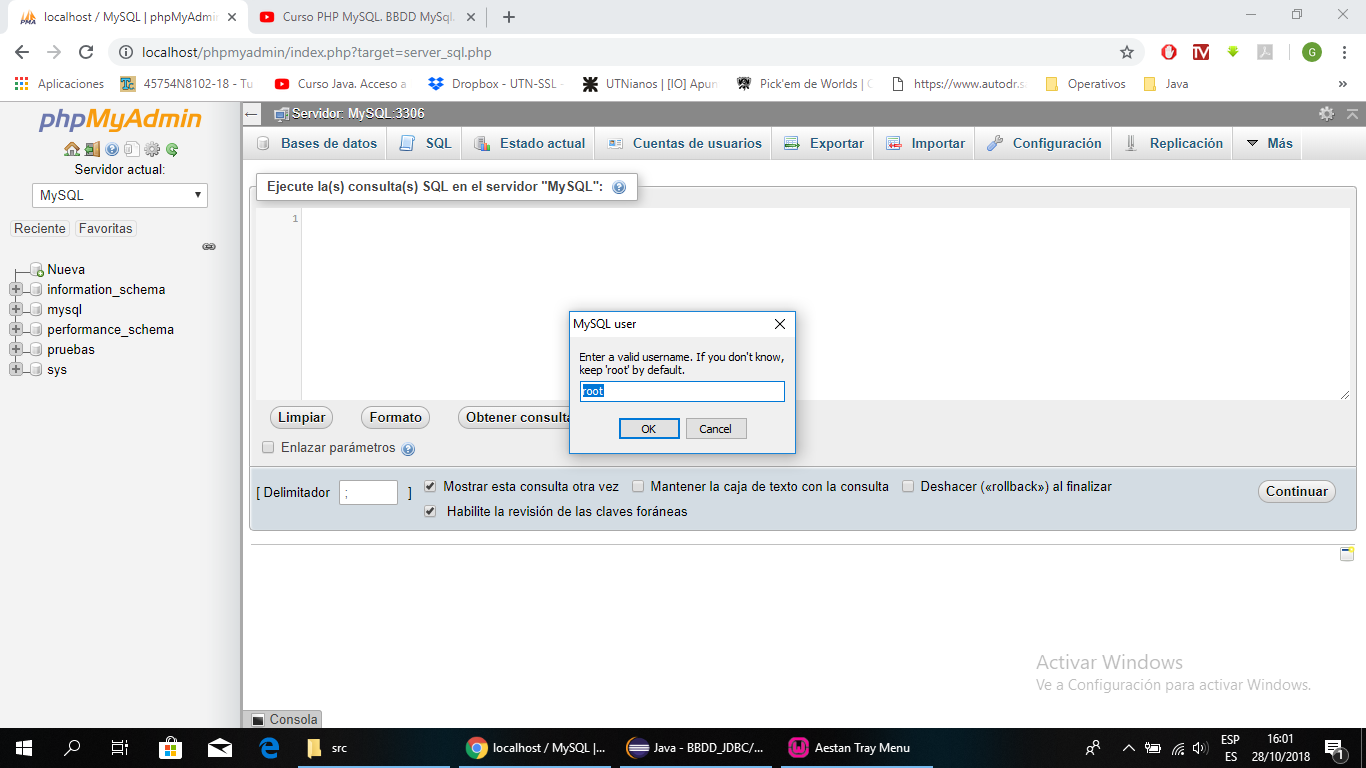 localhost / MySQL | phpMyAdmin
Curso PHP MySQL. BBDD MySql.
localhost/phpmyadmin/index.php?target=server_sql.php
G
Aplicaciones
45754N8102-18 - Tu
Curso Java. Acceso a
Dropbox - UTN-SSL -
UTNianos | [IO] Apun
Pick'em de Worlds | C
https://www.autodr.s
Operativos
Java
»
phpMyAdmin
Servidor actual:
MySQL
Reciente Favoritas
Nueva
information_schema
mysql
performance_schema
pruebas
sys
Servidor: MySQL:3306
Bases de datos
SQL
Estado actual
Cuentas de usuarios
Exportar
Importar
Configuración
Replicación
Más
Ejecute la(s) consulta(s) SQL en el servidor "MySQL":
1
MySQL user
Enter a valid username. If you don't know,
keep 'root' by default.
root
OK
Cancel
Limpiar
Formato
Obtener consulta
Enlazar parámetros
[ Delimitador ; ]
Mostrar esta consulta otra vez
Mantener la caja de texto con la consulta
Deshacer («rollback») al finalizar
Habilite la revisión de las claves foráneas
Continuar
Activar Windows
Ve a Configuración para activar Windows.
Consola
src
localhost / MySQL |...
Java - BBDD_JDBC/...
Aestan Tray Menu
ESP
ES
16:01
28/10/2018
1